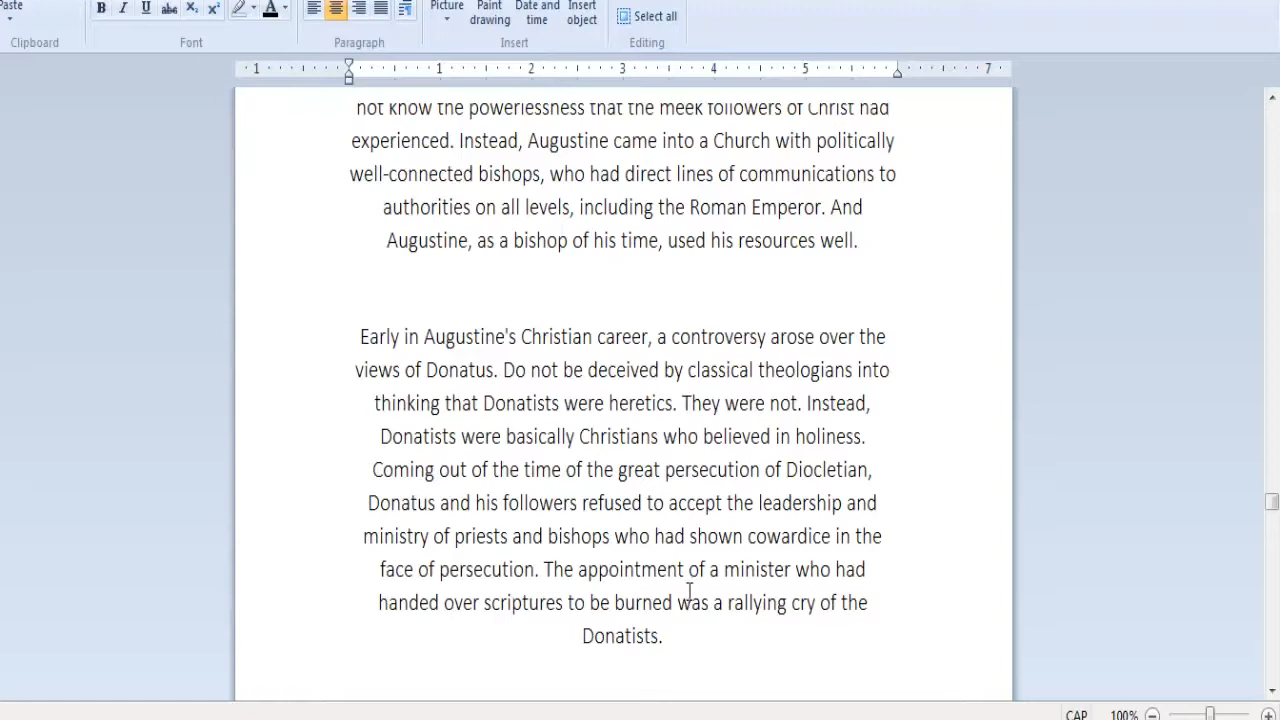 Paste
B I U abc X₂ X² A
Picture Paint Date and Insert
drawing time object
Select all
Clipboard Font Paragraph Insert Editing
1 1 2 3 4 5 7
not know the powerlessness that the meek followers of Christ had
experienced. Instead, Augustine came into a Church with politically
well-connected bishops, who had direct lines of communications to
authorities on all levels, including the Roman Emperor. And
Augustine, as a bishop of his time, used his resources well.
Early in Augustine's Christian career, a controversy arose over the
views of Donatus. Do not be deceived by classical theologians into
thinking that Donatists were heretics. They were not. Instead,
Donatists were basically Christians who believed in holiness.
Coming out of the time of the great persecution of Diocletian,
Donatus and his followers refused to accept the leadership and
ministry of priests and bishops who had shown cowardice in the
face of persecution. The appointment of a minister who had
handed over scriptures to be burned was a rallying cry of the
Donatists.
CAP 100%